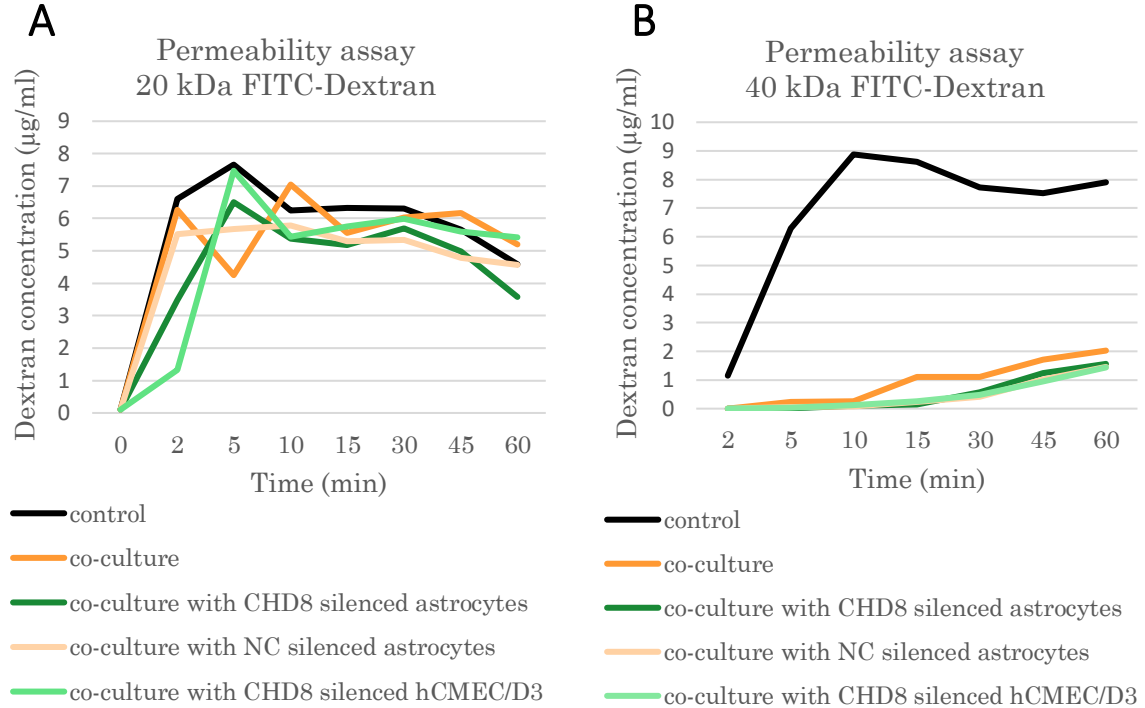 A
Permeability assay
20 kDa FITC-Dextran
Dextran concentration (µg/ml)
9
8
7
6
5
4
3
2
1
0
0 2 5 10 15 30 45 60
Time (min)
control
co-culture
co-culture with CHD8 silenced astrocytes
co-culture with NC silenced astrocytes
co-culture with CHD8 silenced hCMEC/D3
B
Permeability assay
40 kDa FITC-Dextran
Dextran concentration (µg/ml)
10
9
8
7
6
5
4
3
2
1
0
2 5 10 15 30 45 60
Time (min)
control
co-culture
co-culture with CHD8 silenced astrocytes
co-culture with NC silenced astrocytes
co-culture with CHD8 silenced hCMEC/D3